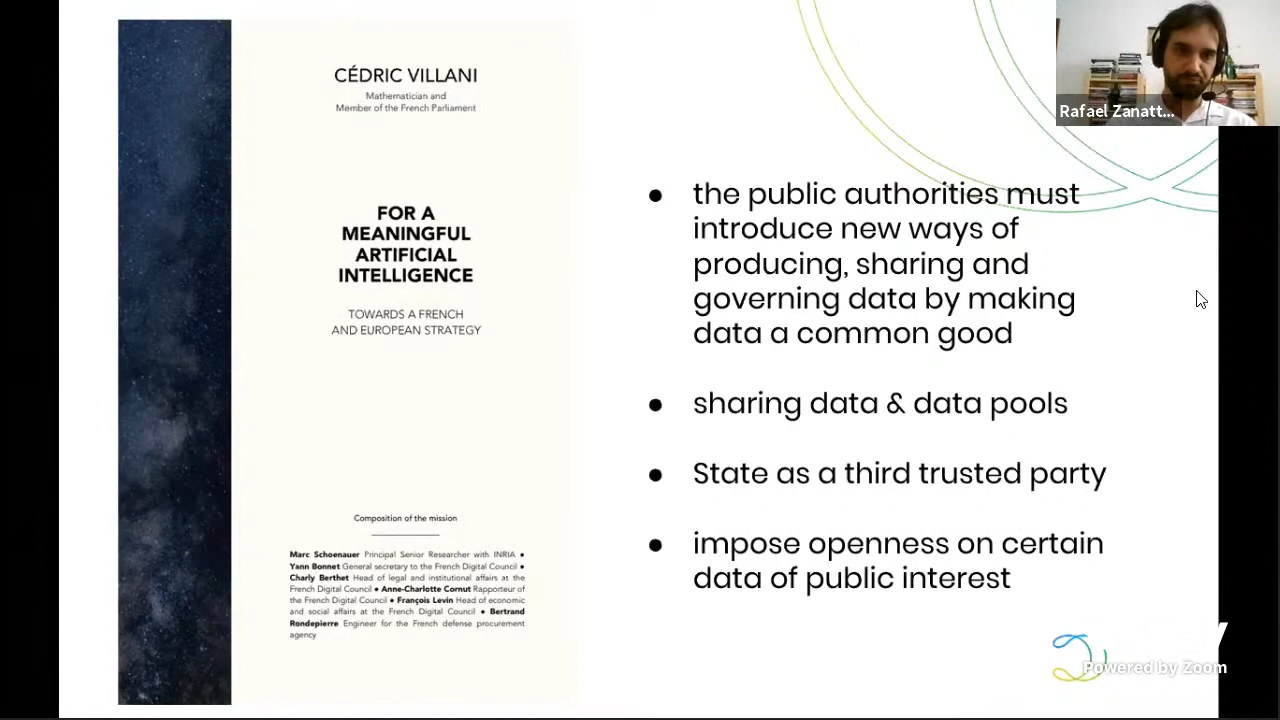 CÉDRIC VILLANI
Mathematician and
Member of the French Parliament
FOR A
MEANINGFUL
ARTIFICIAL
INTELLIGENCE
TOWARDS A FRENCH
AND EUROPEAN STRATEGY
Composition of the mission
Marc Schoenauer Principal Senior Researcher with INRIA •
Yann Bonnet General secretary to the French Digital Council •
Charly Berthet Head of legal and institutional affairs at the
French Digital Council • Anne-Charlotte Cornut Rapporteur of
the French Digital Council • François Levin Head of economic
and social affairs at the French Digital Council • Bertrand
Rondepierre Engineer for the French defense procurement
agency
• the public authorities must
introduce new ways of
producing, sharing and
governing data by making
data a common good
• sharing data & data pools
• State as a third trusted party
• impose openness on certain
data of public interest
Rafael Zanatt...
Powered by Zoom